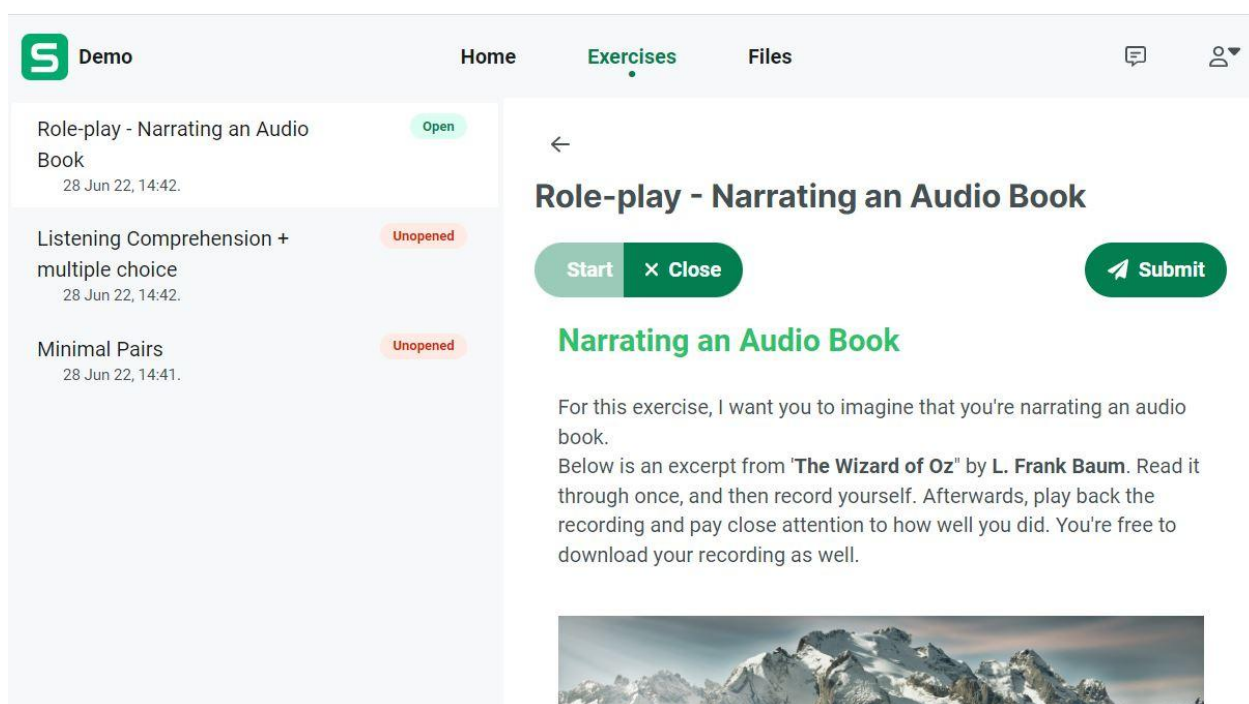 S Demo Home Exercises Files
Role-play - Narrating an Audio
Book
Open
28 Jun 22, 14:42.
Listening Comprehension +
multiple choice
Unopened
28 Jun 22, 14:42.
Minimal Pairs
Unopened
28 Jun 22, 14:41.
Role-play - Narrating an Audio Book
Start × Close Submit
Narrating an Audio Book
For this exercise, I want you to imagine that you're narrating an audio
book.
Below is an excerpt from 'The Wizard of Oz" by L. Frank Baum. Read it
through once, and then record yourself. Afterwards, play back the
recording and pay close attention to how well you did. You're free to
download your recording as well.